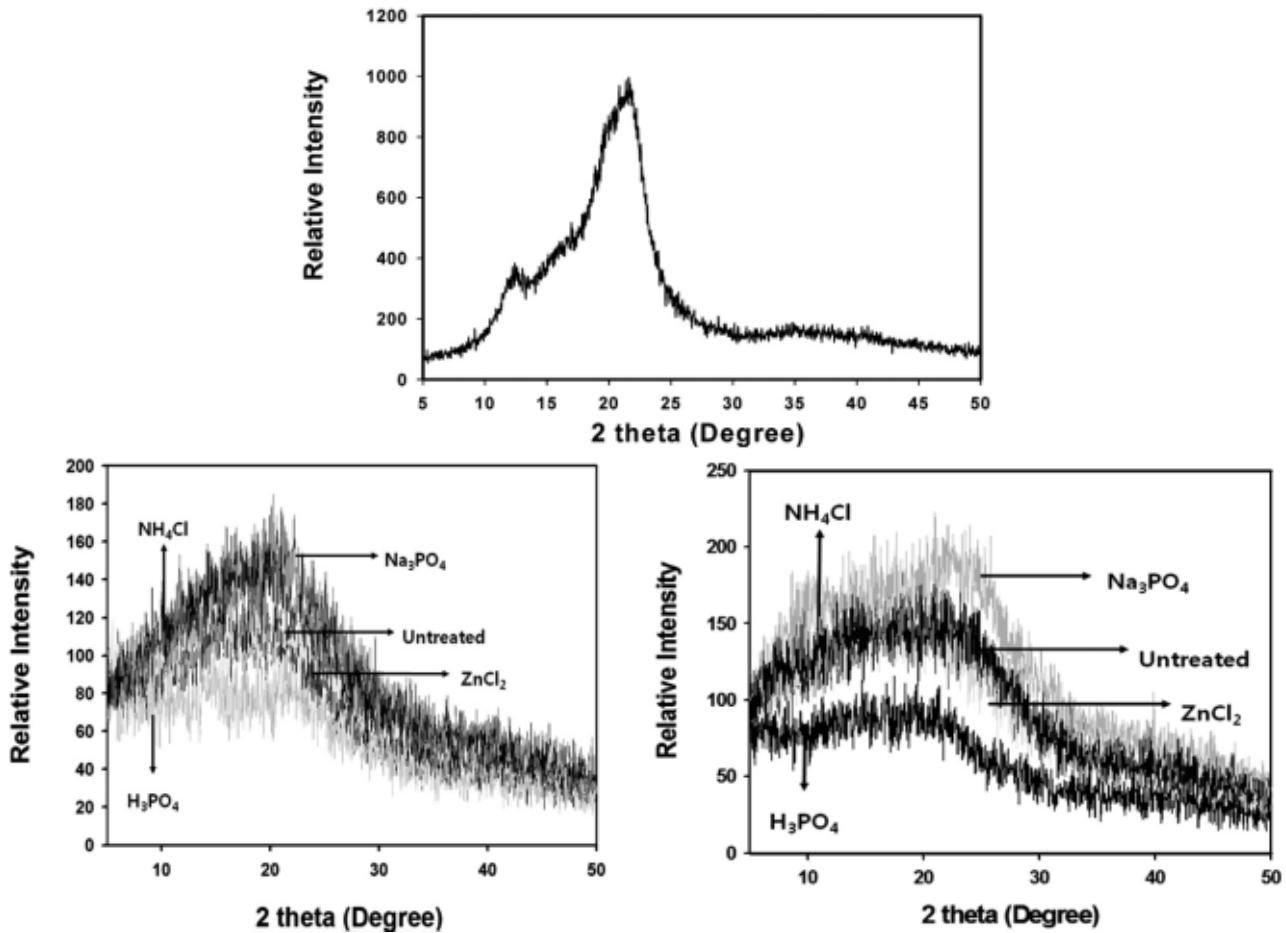 1200
1000
800
600
400
200
0
Relative Intensity
5 10 15 20 25 30 35 40 45 50
2 theta (Degree)
200
180
160
140
120
100
80
60
40
20
0
Relative Intensity
NH₄Cl
Na₃PO₄
Untreated
ZnCl₂
H₃PO₄
10 20 30 40 50
2 theta (Degree)
250
200
150
100
50
0
Relative Intensity
NH₄Cl
Na₃PO₄
Untreated
ZnCl₂
H₃PO₄
10 20 30 40 50
2 theta (Degree)